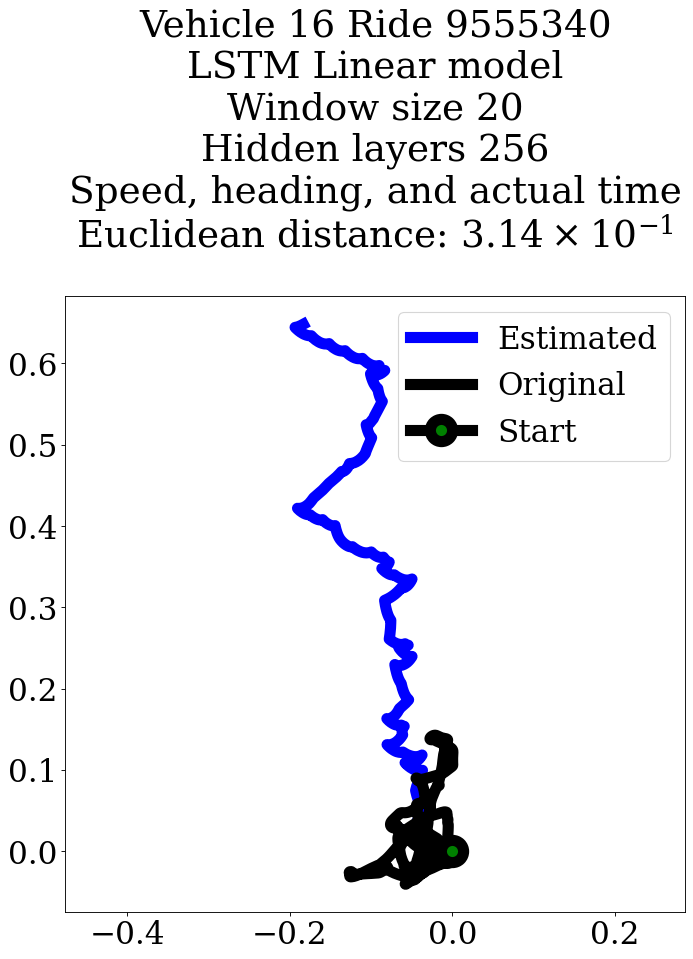 Vehicle 16 Ride 9555340
LSTM Linear model
Window size 20
Hidden layers 256
Speed, heading, and actual time
Euclidean distance: 3.14 × 10⁻¹
Estimated
Original
Start
0.6
0.5
0.4
0.3
0.2
0.1
0.0
−0.4 −0.2 0.0 0.2